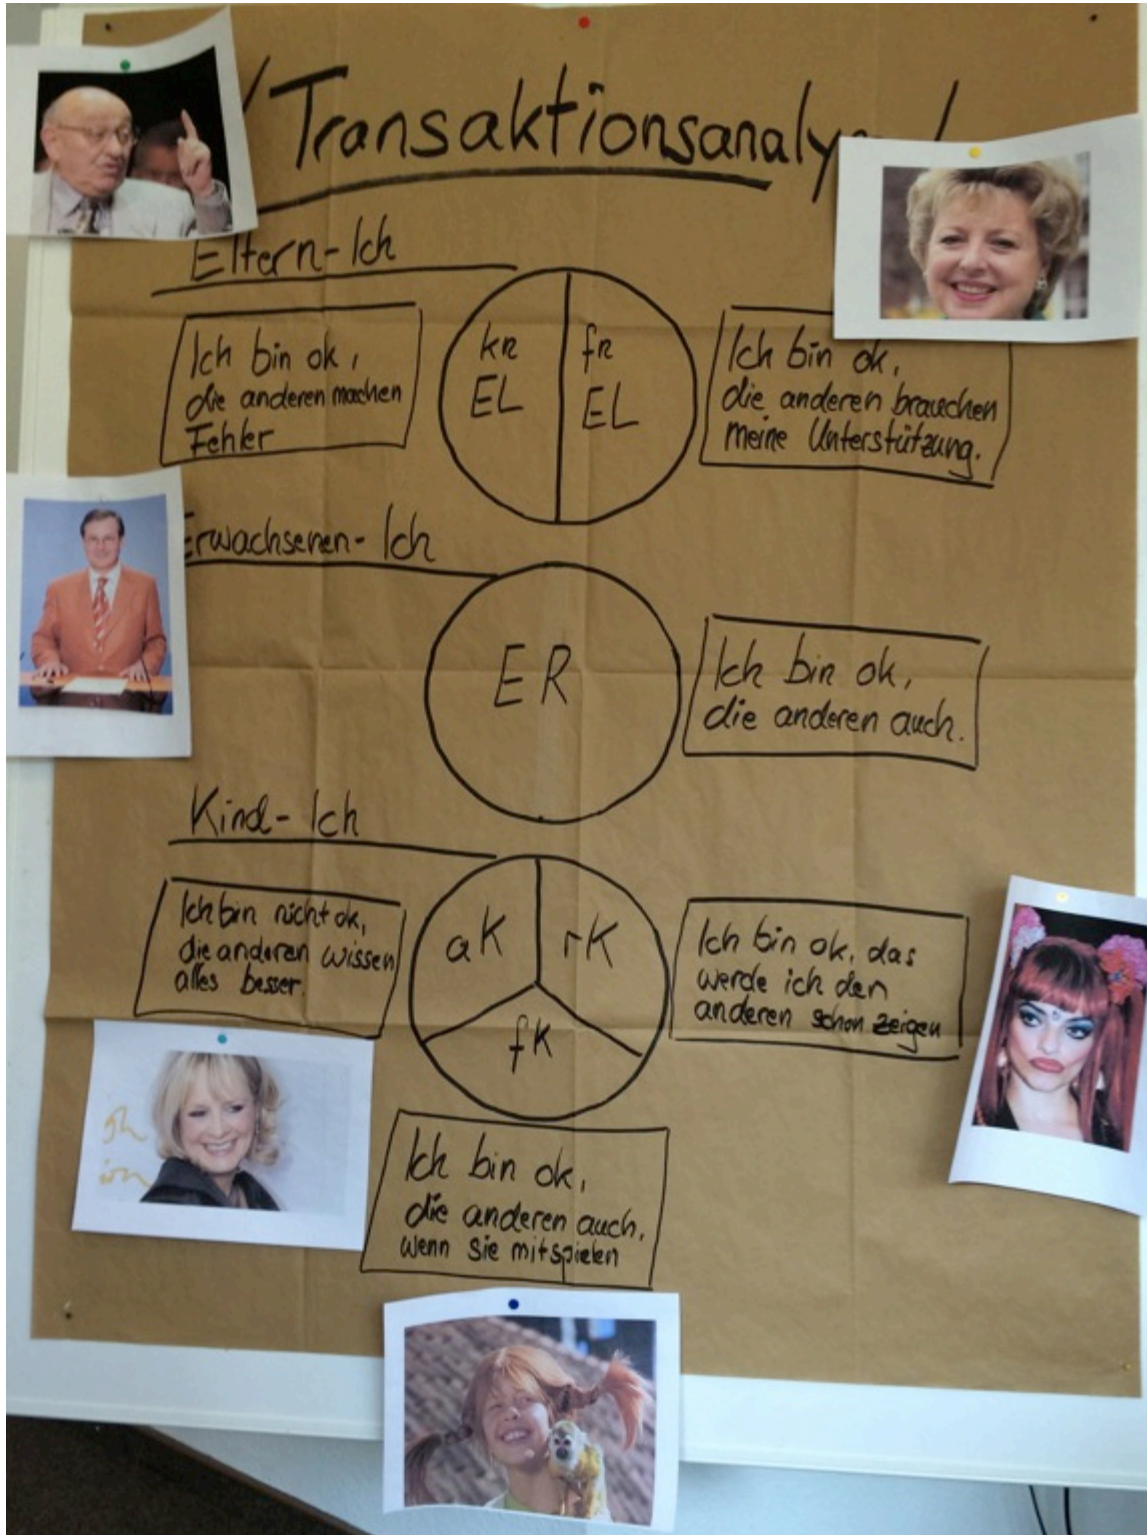 Transaktionsanaly
Eltern-Ich
Ich bin ok,
die anderen machen
Fehler
kR
EL
fR
EL
Ich bin ok,
die anderen brauchen
meine Unterstützung.
Erwachsenen-Ich
ER
Ich bin ok,
die anderen auch.
Kind-Ich
Ich bin nicht ok,
die anderen wissen
alles besser.
aK
rK
fK
Ich bin ok, das
werde ich den
anderen schon zeigen
Ich bin ok,
die anderen auch,
wenn sie mitspielen